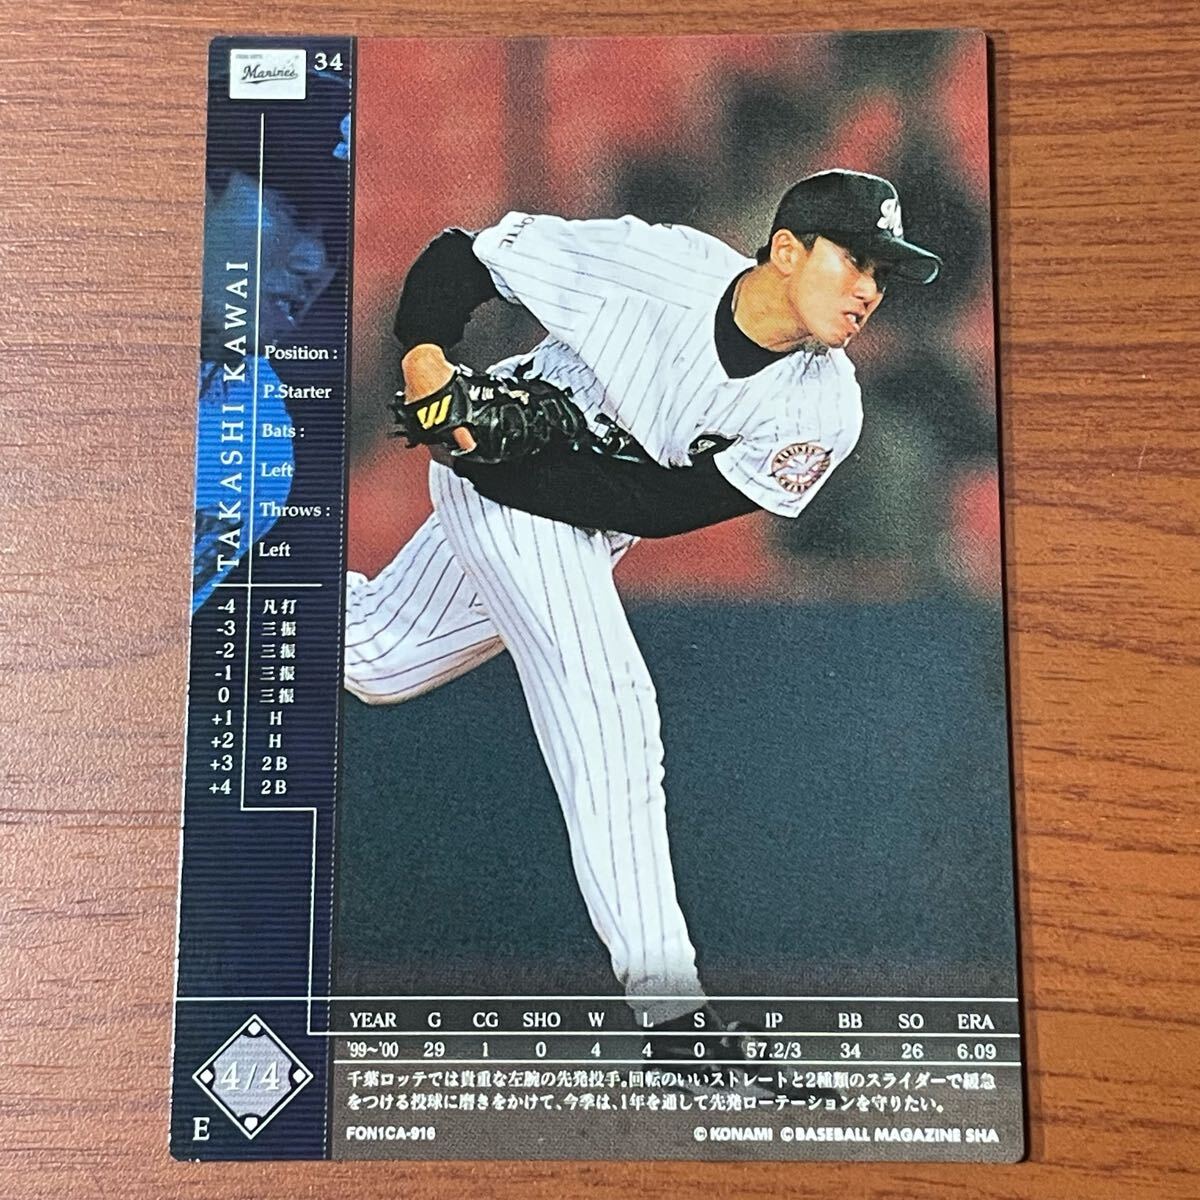 Marines
34
TAKASHI KAWAI
Position :
P.Starter
Bats :
Left
Throws :
Left
-4 凡打
-3 三振
-2 三振
-1 三振
0 三振
+1 H
+2 H
+3 2B
+4 2B
4/4
E
YEAR G CG SHO W L S IP BB SO ERA
'99~'00 29 1 0 4 4 0 57.2/3 34 26 6.09
千葉ロッテでは貴重な左腕の先発投手。回転のいいストレートと2種類のスライダーで緩急
をつける投球に磨きをかけて、今季は、1年を通して先発ローテーションを守りたい。
FON1CA-916
©KONAMI ©BASEBALL MAGAZINE SHA